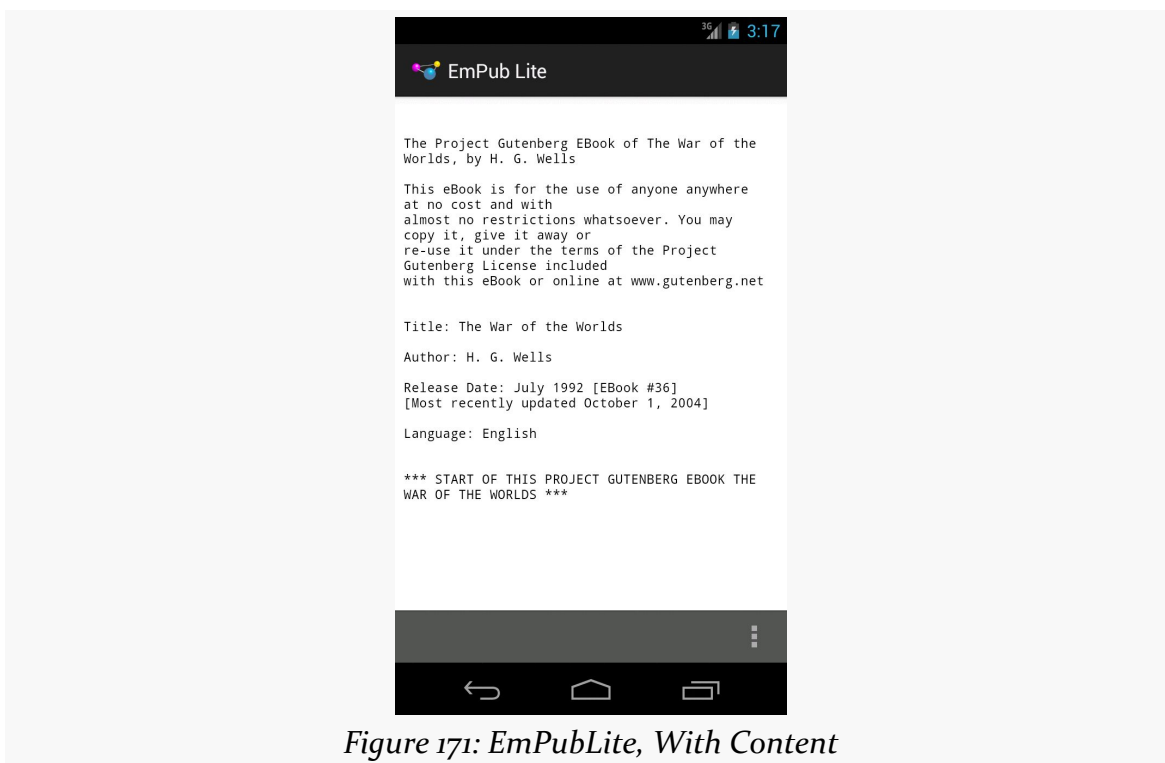 3G 3:17
EmPub Lite
The Project Gutenberg EBook of The War of the
Worlds, by H. G. Wells
This eBook is for the use of anyone anywhere
at no cost and with
almost no restrictions whatsoever. You may
copy it, give it away or
re-use it under the terms of the Project
Gutenberg License included
with this eBook or online at www.gutenberg.net
Title: The War of the Worlds
Author: H. G. Wells
Release Date: July 1992 [EBook #36]
[Most recently updated October 1, 2004]
Language: English
*** START OF THIS PROJECT GUTENBERG EBOOK THE
WAR OF THE WORLDS ***
Figure 171: EmPubLite, With Content